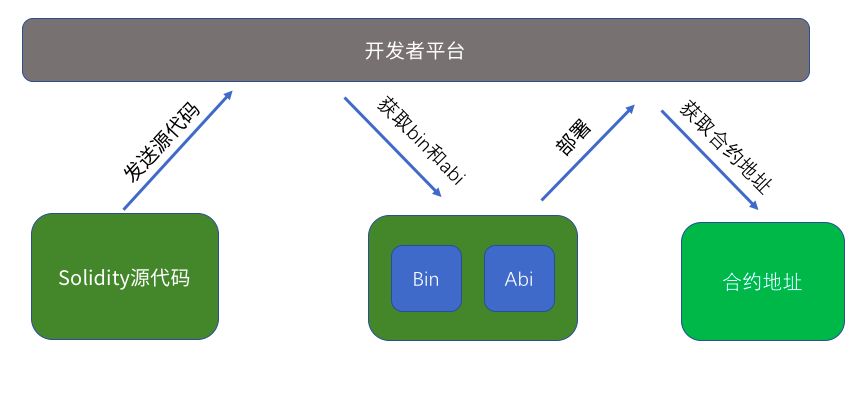 开发者平台
发送源代码
获取bin和abi
部署
获取合约地址
Solidity源代码
Bin
Abi
合约地址